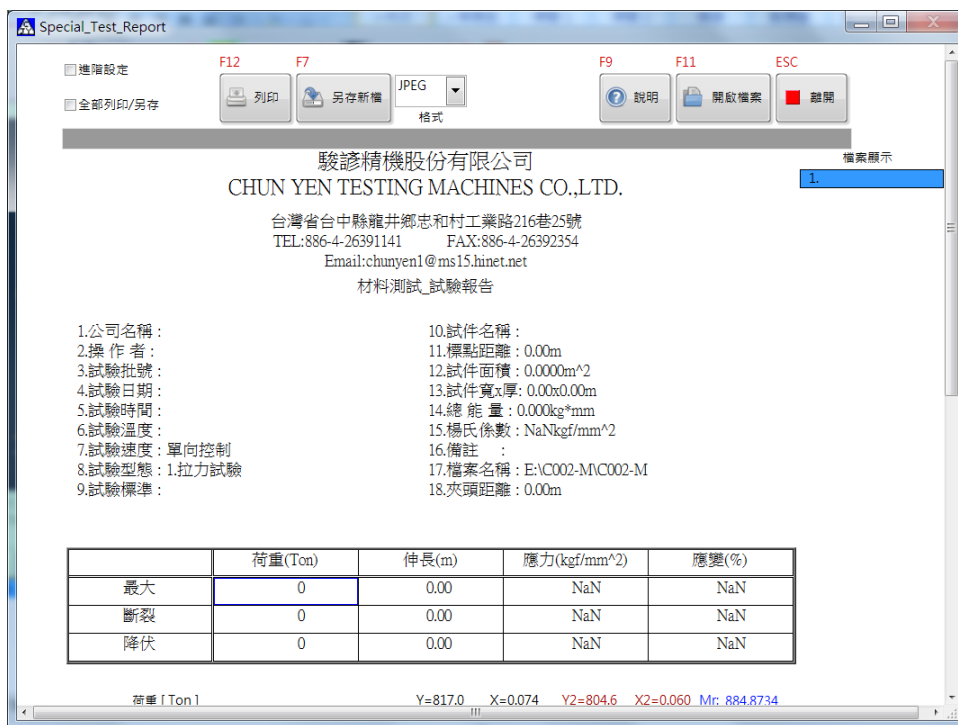 Special_Test_Report
進階設定
全部列印/另存
F12 F7 F9 F11 ESC
列印 另存新檔 JPEG 說明 開啟檔案 離開
格式
檔案顯示
1.
駿諺精機股份有限公司
CHUN YEN TESTING MACHINES CO.,LTD.
台灣省台中縣龍井鄉忠和村工業路216巷25號
TEL:886-4-26391141 FAX:886-4-26392354
Email:chunyen1@ms15.hinet.net
材料測試_試驗報告
1.公司名稱 :
2.操 作 者 :
3.試驗批號 :
4.試驗日期 :
5.試驗時間 :
6.試驗溫度 :
7.試驗速度 : 單向控制
8.試驗型態 : 1.拉力試驗
9.試驗標準 :
10.試件名稱 :
11.標點距離 : 0.00m
12.試件面積 : 0.0000m^2
13.試件寬x厚: 0.00x0.00m
14.總 能 量 : 0.000kg*mm
15.楊氏係數 : NaNkgf/mm^2
16.備註 :
17.檔案名稱 : E:\C002-M\C002-M
18.夾頭距離 : 0.00m
荷重(Ton) 伸長(m) 應力(kgf/mm^2) 應變(%)
最大 0 0.00 NaN NaN
斷裂 0 0.00 NaN NaN
降伏 0 0.00 NaN NaN
荷重 [Ton] Y=817.0 X=0.074 Y2=804.6 X2=0.060 Mr: 884.8734